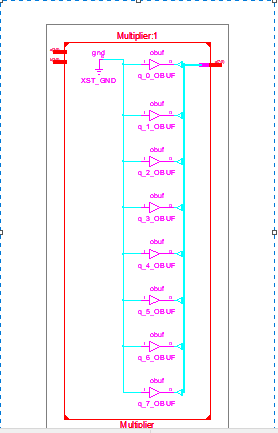 Multiplier:1
gnd
XST_GND
obuf
I O
q_0_OBUF
obuf
I O
q_1_OBUF
obuf
I O
q_2_OBUF
obuf
I O
q_3_OBUF
obuf
I O
q_4_OBUF
obuf
I O
q_5_OBUF
obuf
I O
q_6_OBUF
obuf
I O
q_7_OBUF
Multiplier